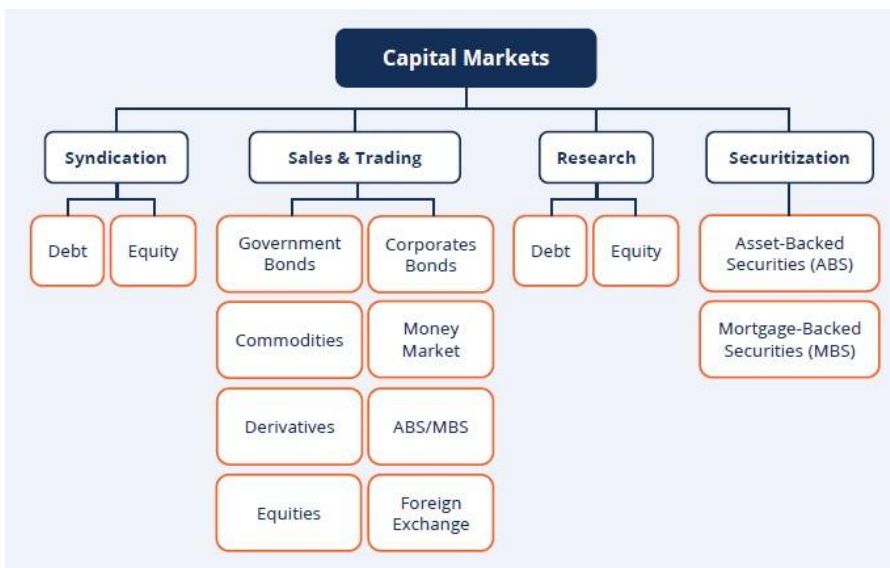 Capital Markets
Syndication
Sales & Trading
Research
Securitization
Debt
Equity
Government
Bonds
Corporates
Bonds
Debt
Equity
Asset-Backed
Securities (ABS)
Commodities
Money
Market
Mortgage-Backed
Securities (MBS)
Derivatives
ABS/MBS
Equities
Foreign
Exchange